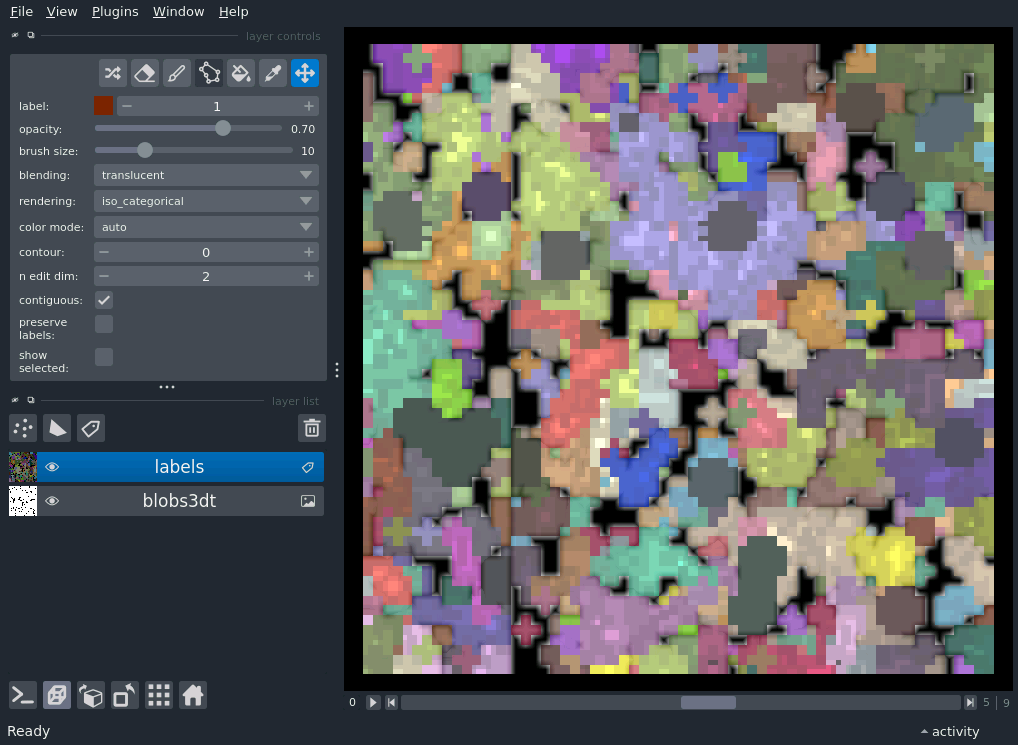 File View Plugins Window Help
layer controls
label: 1
opacity: 0.70
brush size: 10
blending: translucent
rendering: iso_categorical
color mode: auto
contour: 0
n edit dim: 2
contiguous:
preserve
labels:
show
selected:
layer list
labels
blobs3dt
0 5 9
Ready activity